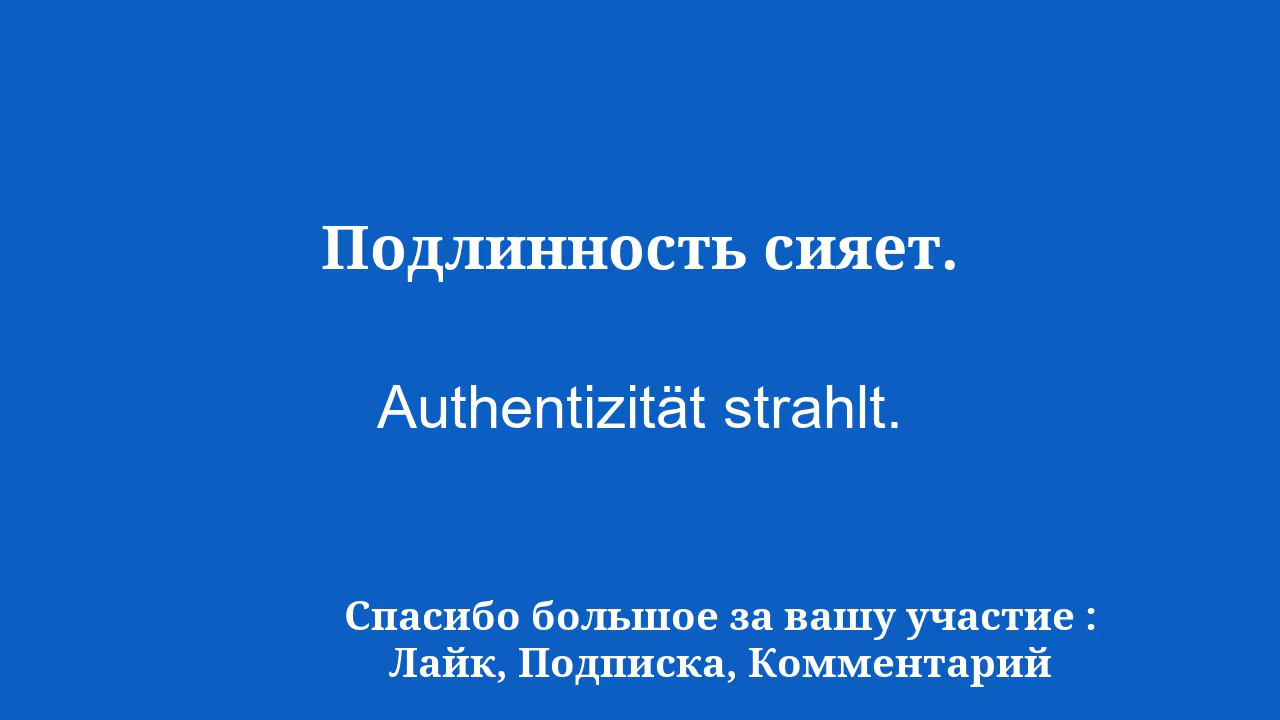 Подлинность сияет.
Authentizität strahlt.
Спасибо большое за вашу участие :
Лайк, Подписка, Комментарий